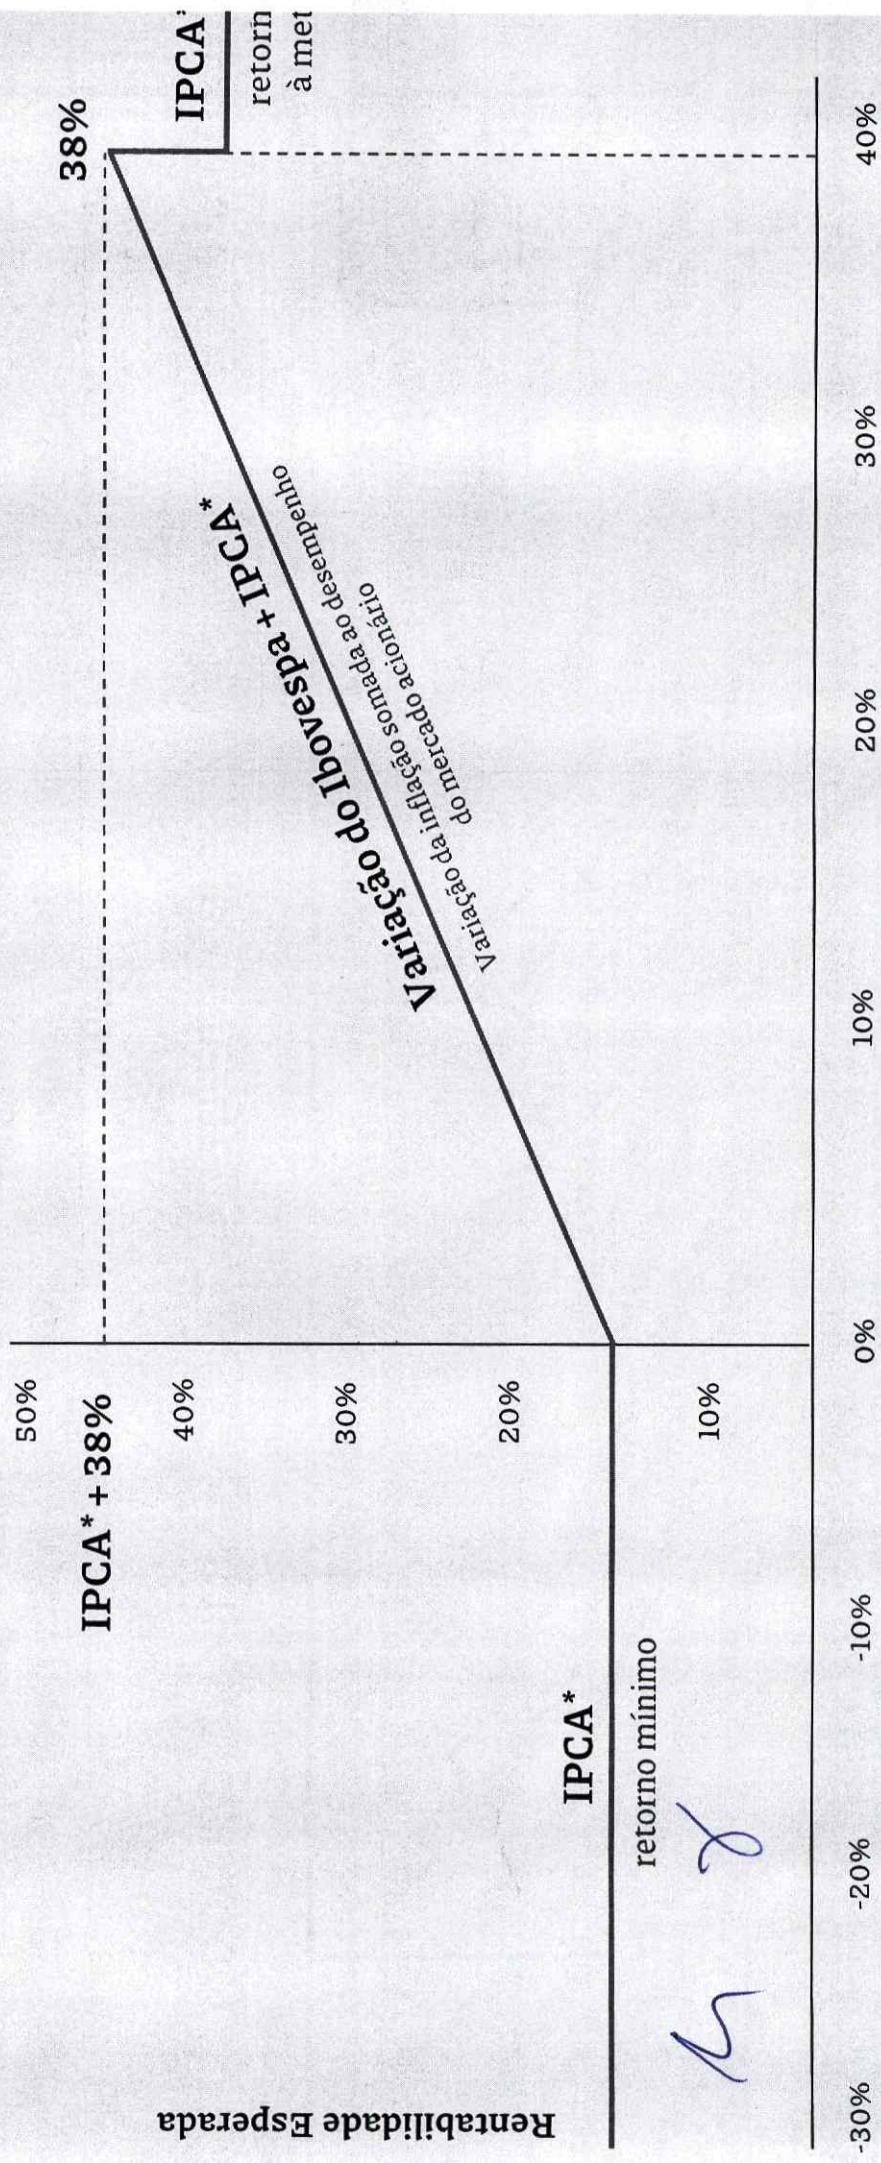 38%
IPCA*
retorn
à met
IPCA* + 38%
50%
40%
30%
20%
10%
Variação do Ibovespa + IPCA*
Variação da inflação somada ao desempenho
do mercado acionário
IPCA*
retorno mínimo
Rentabilidade Esperada
-30%
-20%
-10%
0%
10%
20%
30%
40%